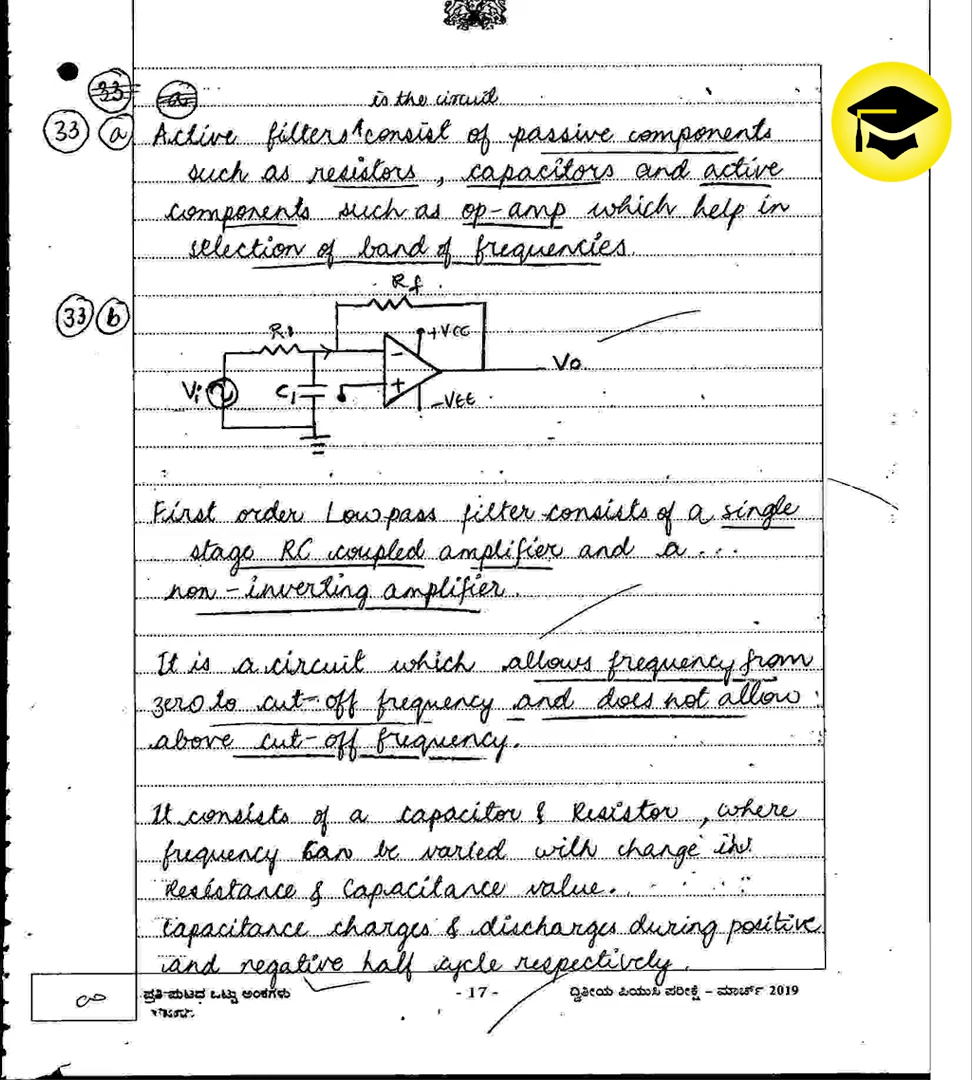 33 a
is the circuit
33 a Active filters ^ consist of passive components
such as resistors, capacitors and active
components such as op-amp which help in
selection of band of frequencies.
33 b
Rf
R1
+VCC
Vo
Vi
C1
-
+
-VEE
First order Low pass filter consists of a single
stage RC coupled amplifier and a ...
non-inverting amplifier.
It is a circuit which allows frequency from
zero to cut-off frequency and does not allow
above cut-off frequency.
It consists of a capacitor & Resistor, where
frequency can be varied with change in
Resistance & Capacitance value.
Capacitance charges & discharges during positive
and negative half cycle respectively.
ಪ್ರತಿ ಪುಟದ ಒಟ್ಟು ಅಂಕಗಳು
- 17 -
ದ್ವಿತೀಯ ಪಿಯುಸಿ ಪರೀಕ್ಷೆ – ಮಾರ್ಚ್ 2019